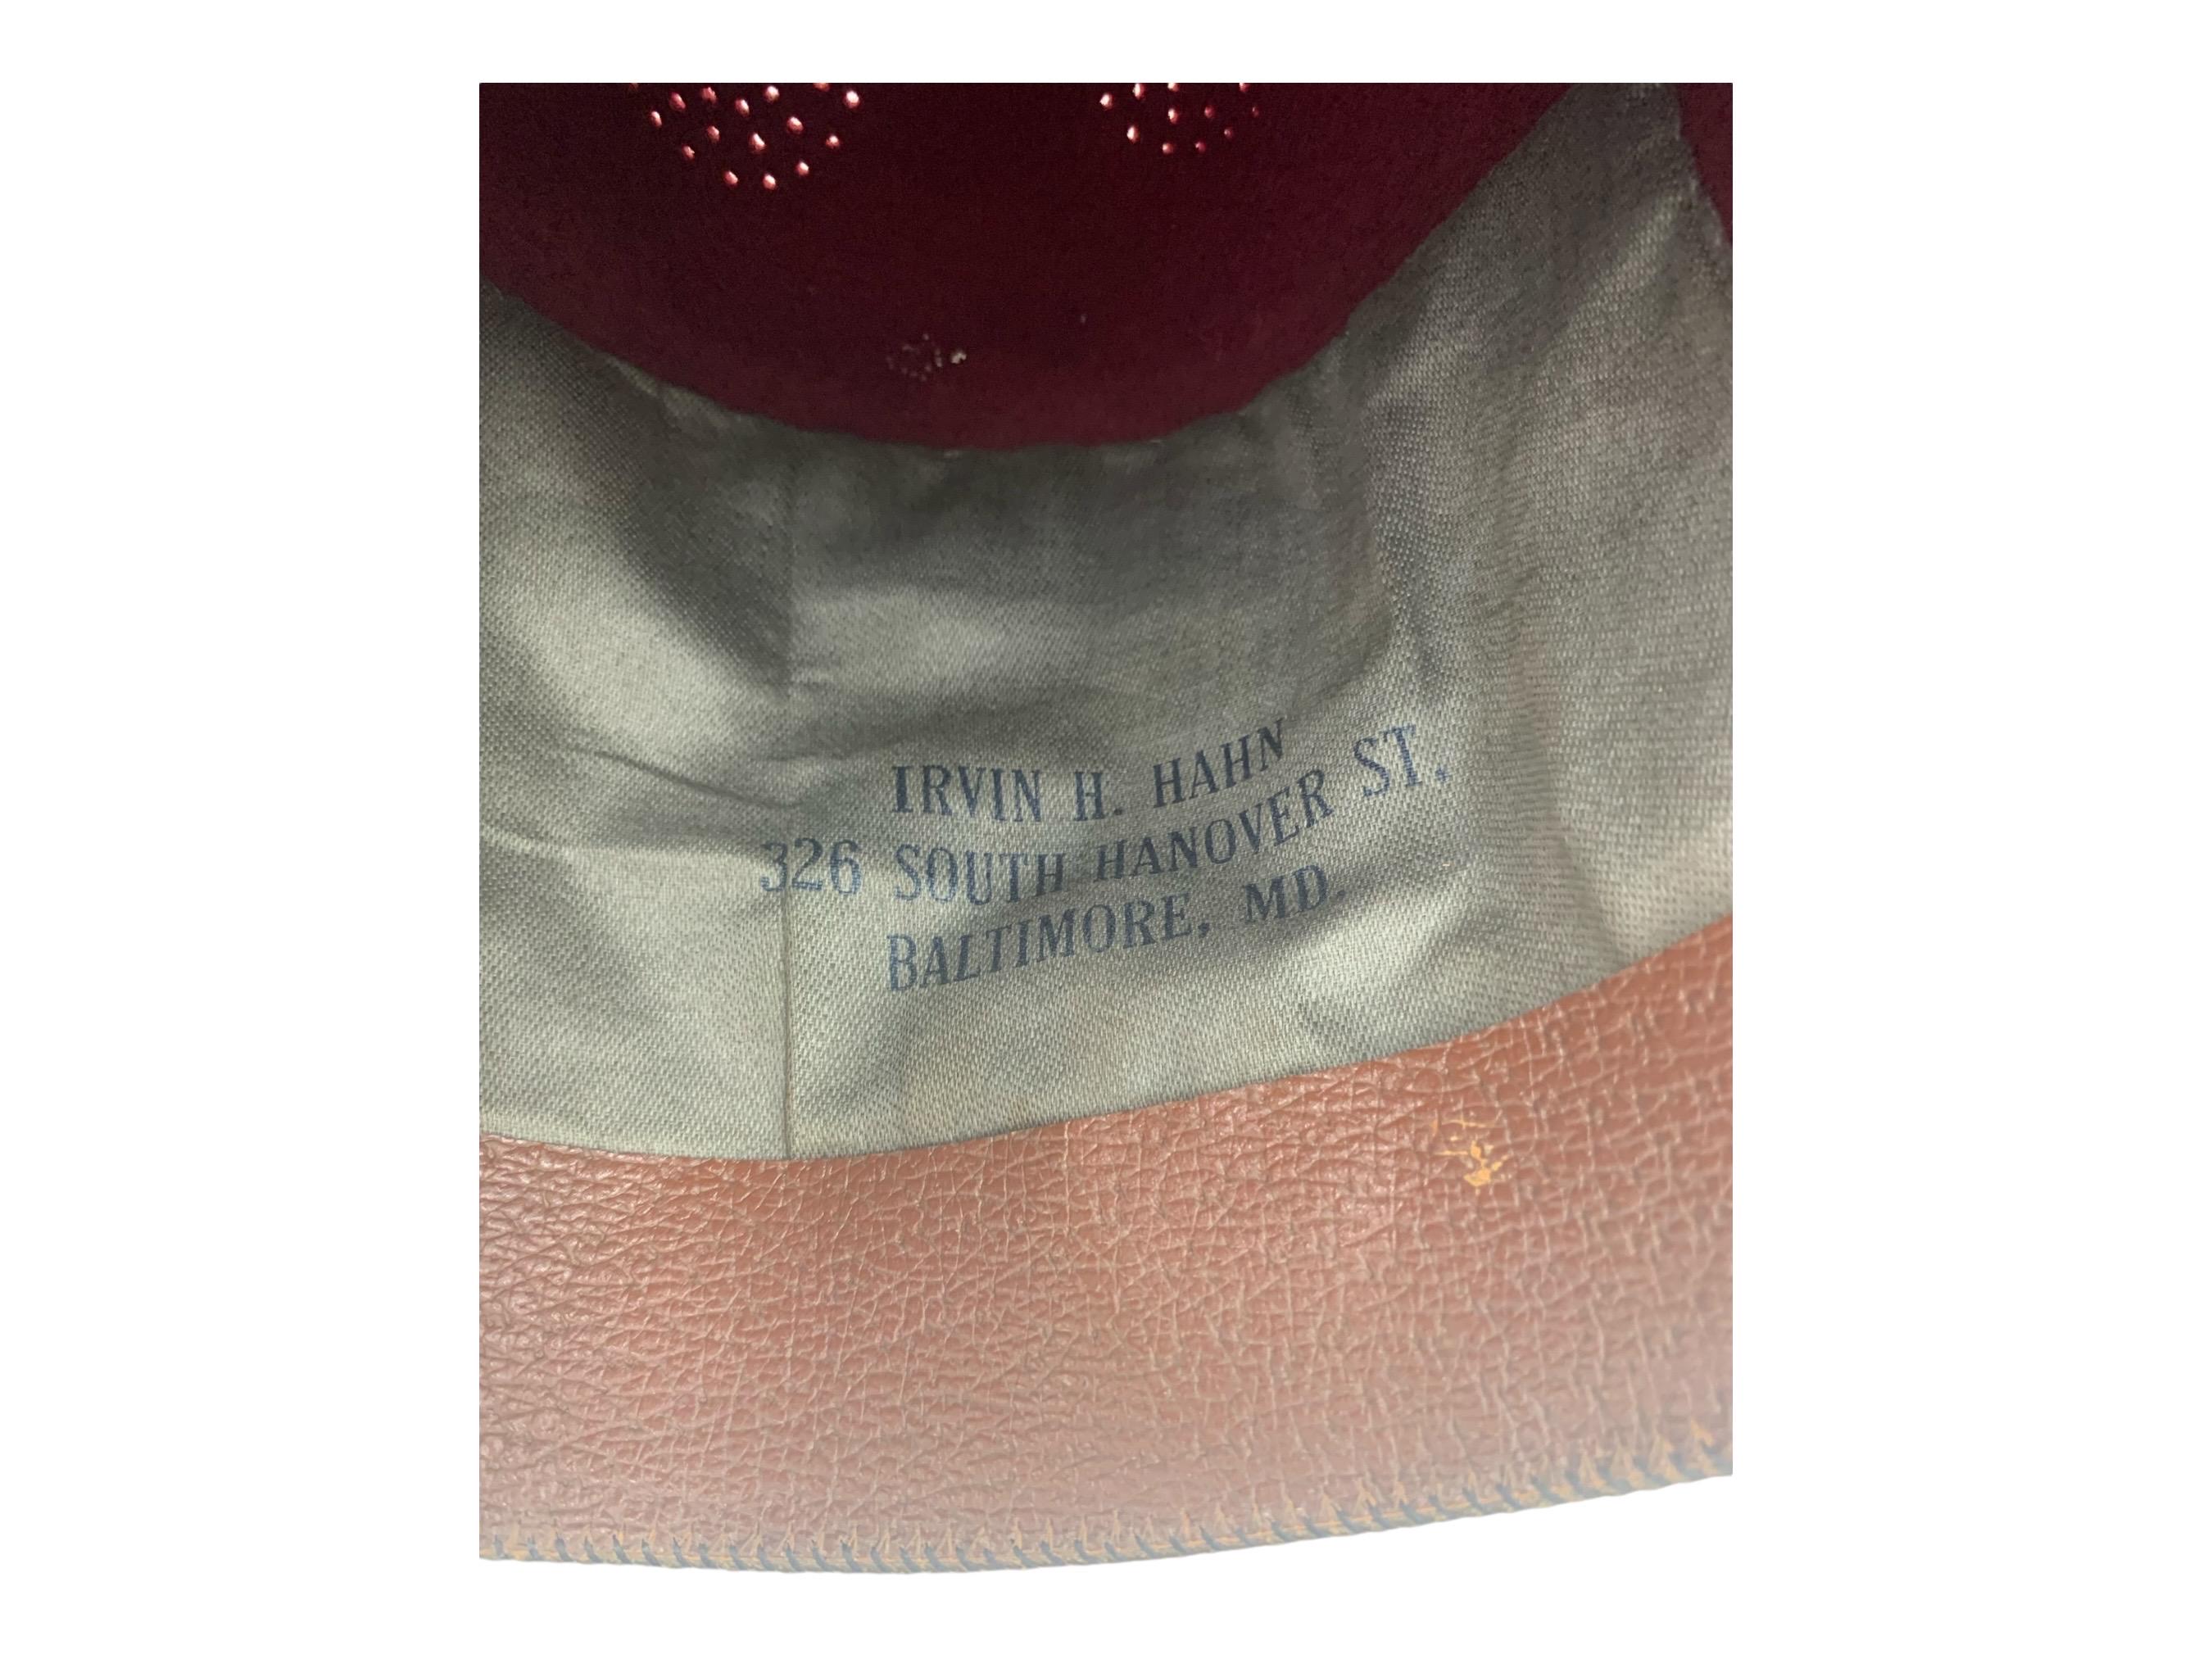 IRVIN H. HAHN
326 SOUTH HANOVER ST.
BALTIMORE, MD.